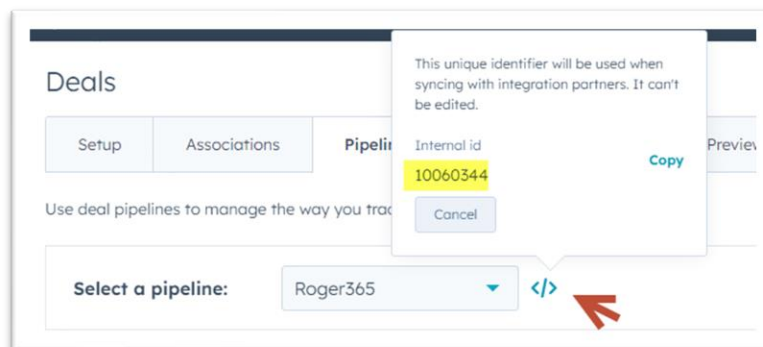 Deals
This unique identifier will be used when
syncing with integration partners. It can't
be edited.
Setup
Associations
Internal id
Copy
10060344
Cancel
Use deal pipelines to manage the way you
Select a pipeline:
Roger365
</>